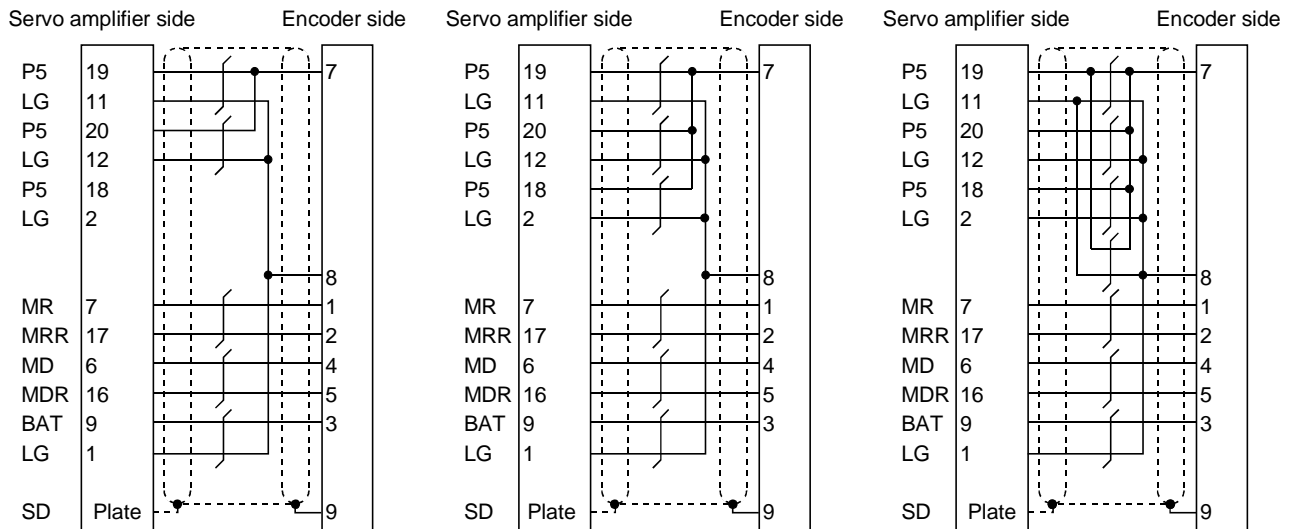 Servo amplifier side Encoder side Servo amplifier side Encoder side Servo amplifier side Encoder side
P5 19 7 P5 19 7 P5 19 7
LG 11 LG 11 LG 11
P5 20 P5 20 P5 20
LG 12 LG 12 LG 12
P5 18 P5 18 P5 18
LG 2 LG 2 LG 2
8 8 8
MR 7 1 MR 7 1 MR 7 1
MRR 17 2 MRR 17 2 MRR 17 2
MD 6 4 MD 6 4 MD 6 4
MDR 16 5 MDR 16 5 MDR 16 5
BAT 9 3 BAT 9 3 BAT 9 3
LG 1 LG 1 LG 1
SD Plate 9 SD Plate 9 SD Plate 9